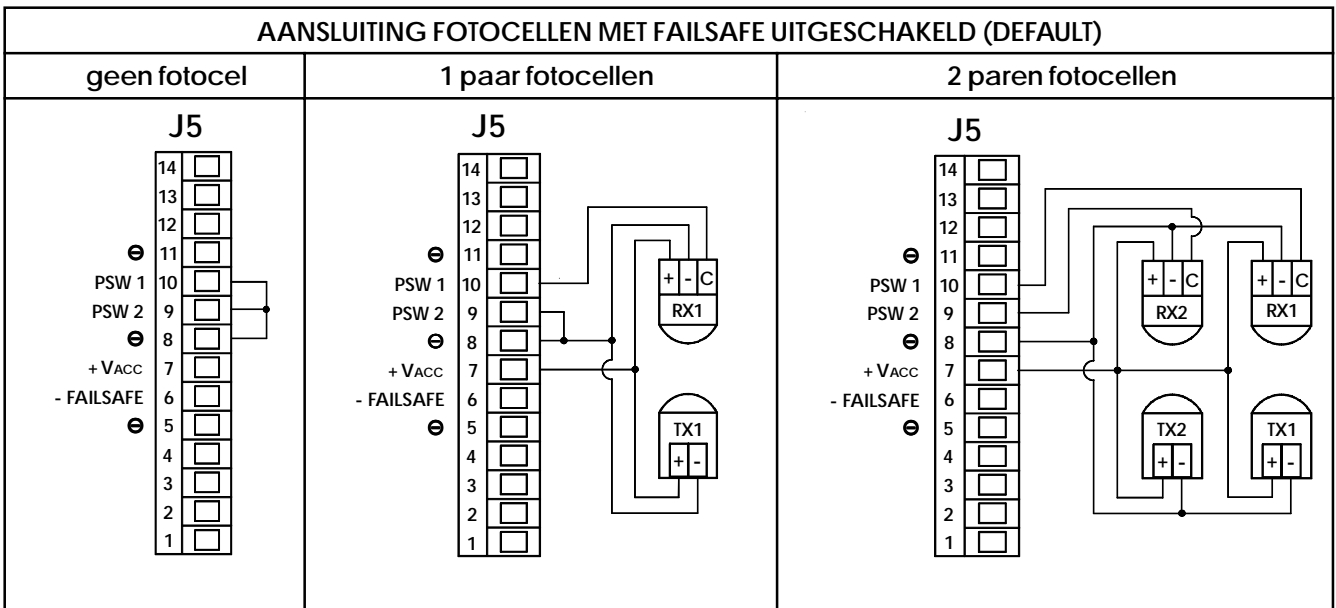 AANSLUITING FOTOCELLEN MET FAILSAFE UITGESCHAKELD (DEFAULT)
geen fotocel
1 paar fotocellen
2 paren fotocellen
J5
14
13
12
⊖ 11
PSW 1 10
PSW 2 9
⊖ 8
+ VACC 7
- FAILSAFE 6
⊖ 5
4
3
2
1
J5
14
13
12
⊖ 11
PSW 1 10
PSW 2 9
⊖ 8
+ VACC 7
- FAILSAFE 6
⊖ 5
4
3
2
1
+ - C
RX1
TX1
+ -
J5
14
13
12
⊖ 11
PSW 1 10
PSW 2 9
⊖ 8
+ VACC 7
- FAILSAFE 6
⊖ 5
4
3
2
1
+ - C
RX2
+ - C
RX1
TX2
+ -
TX1
+ -